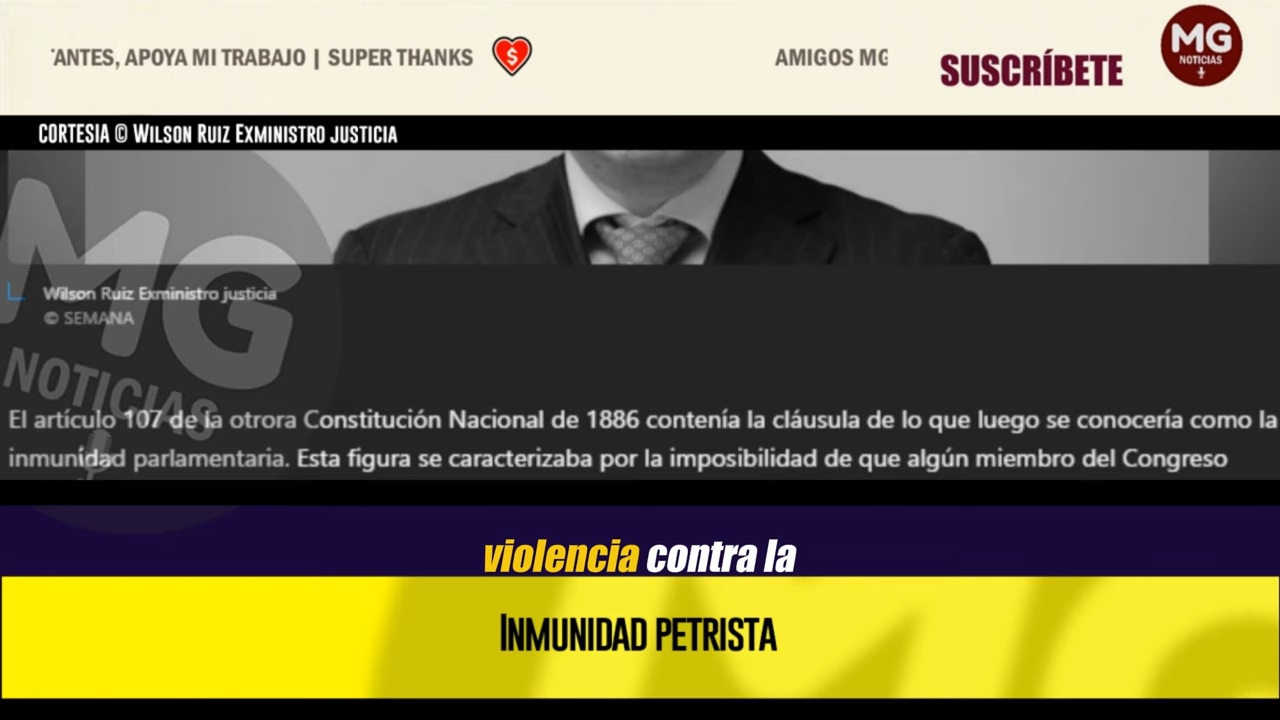 'ANTES, APOYA MI TRABAJO | SUPER THANKS $ AMIGOS MG
SUSCRÍBETE
MG
NOTICIAS
CORTESIA © WILSON RUIZ EXMINISTRO JUSTICIA
MG
NOTICIAS
Wilson Ruiz Exministro justicia
© SEMANA
El artículo 107 de la otrora Constitución Nacional de 1886 contenía la cláusula de lo que luego se conocería como la
inmunidad parlamentaria. Esta figura se caracterizaba por la imposibilidad de que algún miembro del Congreso
violencia contra la
INMUNIDAD PETRISTA